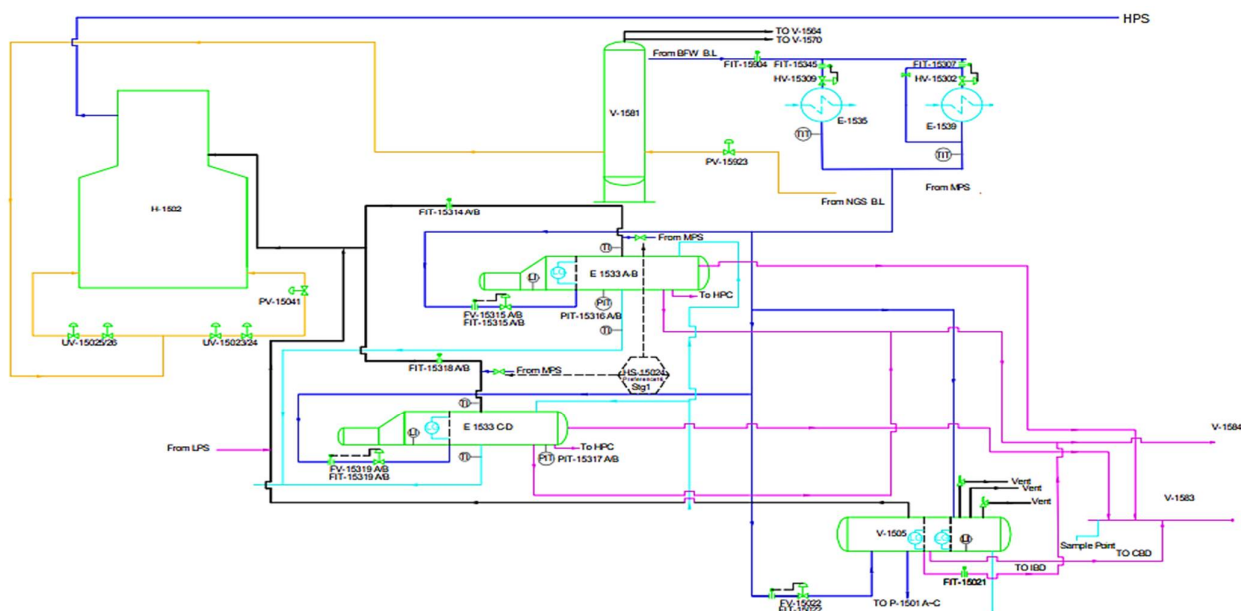 HPS
TO V-1564
TO V-1570
From BFW B.L
FIT-15904
FIT-15345
FIT-15307
HV-15309
HV-15302
V-1581
E-1535
E-1539
TIT
TIT
PV-15923
From MPS
From NGS B.L
H-1502
FIT-15314 A/B
TI
From MPS
E 1533 A-B
LI
To HPC
PV-15041
FV-15315 A/B
FIT-15315 A/B
PIT
PIT-15316 A/B
TI
UV-15025/26
UV-15023/24
FIT-15318 A/B
From MPS
HS-15024
Stg1
TI
E 1533 C-D
LI
From LPS
To HPC
TI
PIT
PIT-15317 A/B
FV-15319 A/B
FIT-15319 A/B
V-1584
Vent
Vent
Vent
V-1583
V-1505
LI
Sample Point
TO CBD
TO IBD
FIT-15021
FV-15022
FIT-15022
TO P-1501 A~C